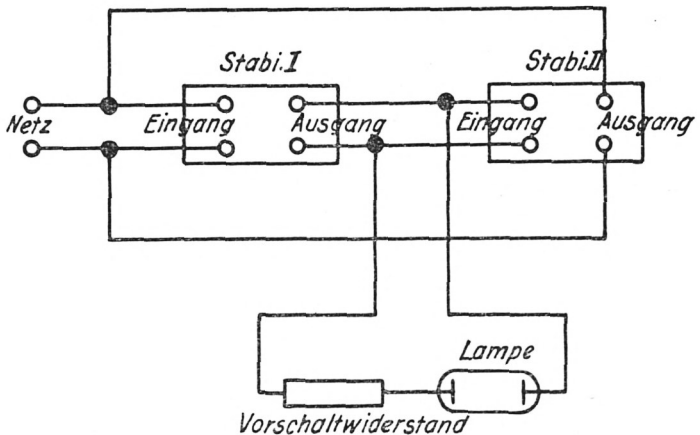 Stabi.I
Stabi.II
Netz
Eingang
Ausgang
Eingang
Ausgang
Lampe
Vorschaltwiderstand